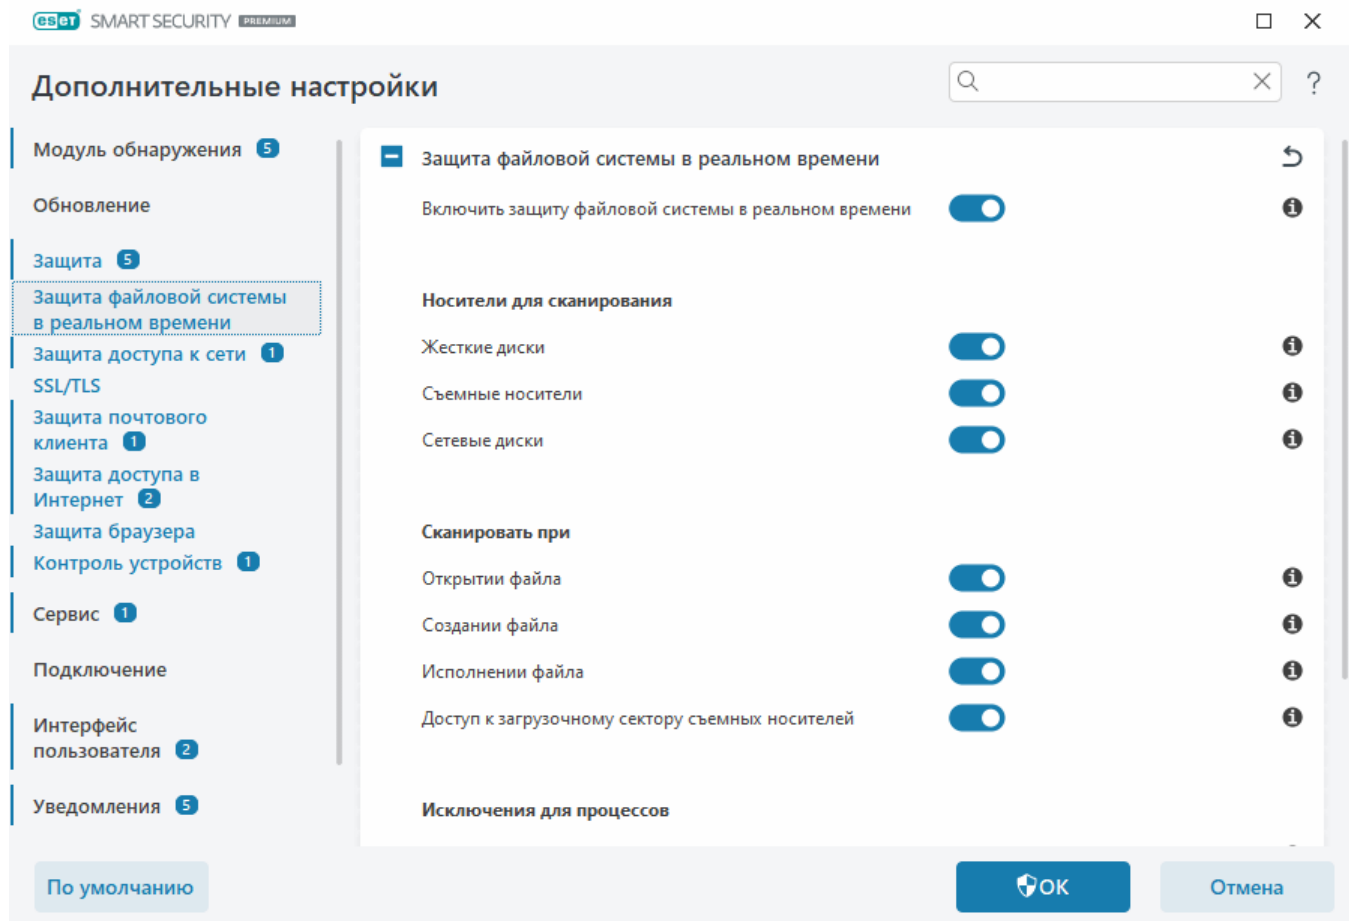 eset SMART SECURITY PREMIUM
Дополнительные настройки
?
Модуль обнаружения 5
Обновление
Защита 5
Защита файловой системы
в реальном времени
Защита доступа к сети 1
SSL/TLS
Защита почтового
клиента 1
Защита доступа в
Интернет 2
Защита браузера
Контроль устройств 1
Сервис 1
Подключение
Интерфейс
пользователя 2
Уведомления 5
Защита файловой системы в реальном времени
Включить защиту файловой системы в реальном времени
Носители для сканирования
Жесткие диски
Съемные носители
Сетевые диски
Сканировать при
Открытии файла
Создании файла
Исполнении файла
Доступ к загрузочному сектору съемных носителей
Исключения для процессов
По умолчанию
ОК
Отмена